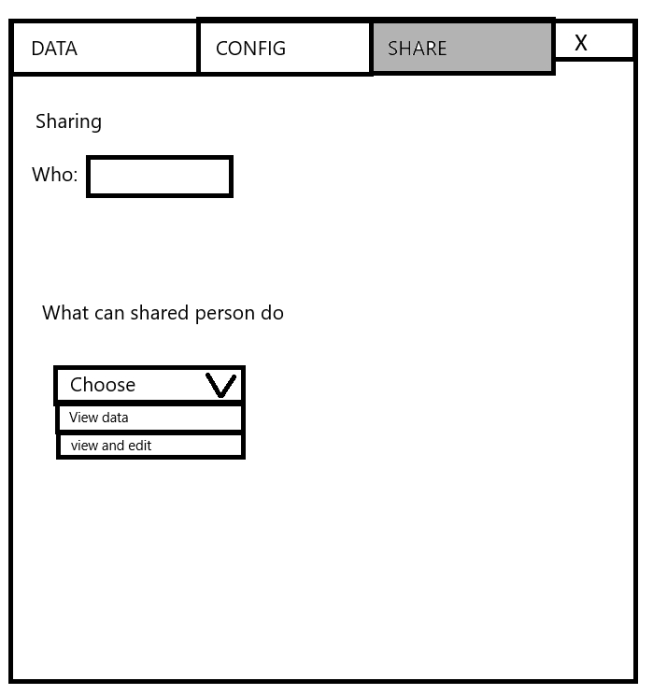 DATA CONFIG SHARE X
Sharing
Who:
What can shared person do
Choose
View data
view and edit